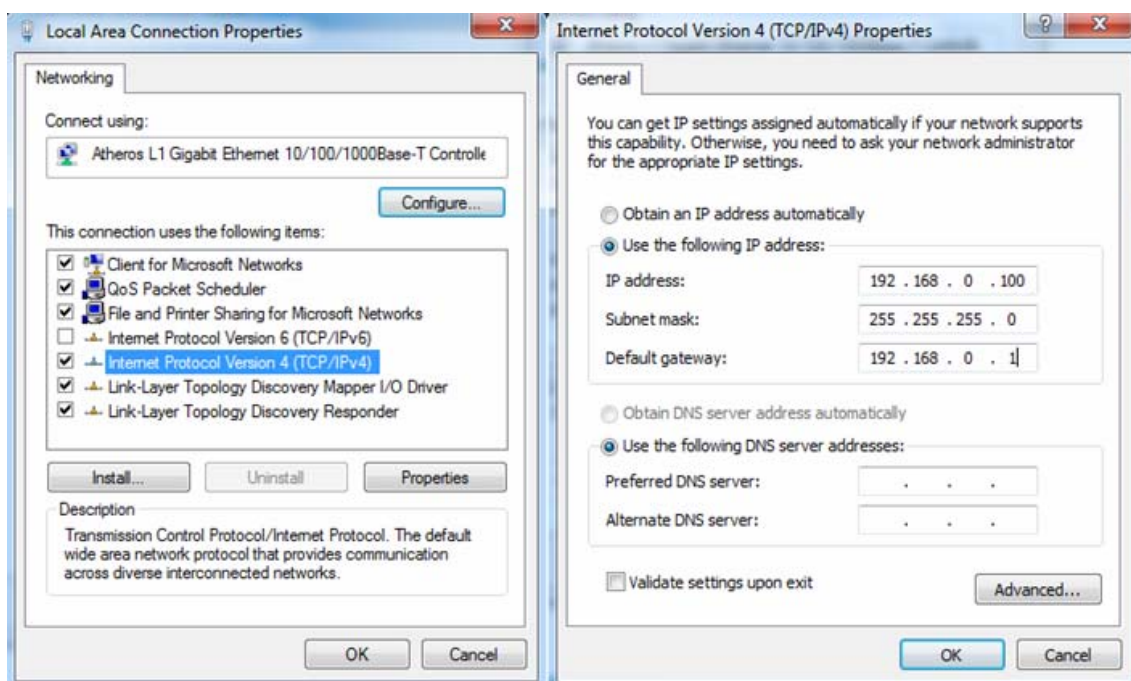 Local Area Connection Properties
Networking
Connect using:
Atheros L1 Gigabit Ethernet 10/100/1000Base-T Controlle
Configure...
This connection uses the following items:
Client for Microsoft Networks
QoS Packet Scheduler
File and Printer Sharing for Microsoft Networks
Internet Protocol Version 6 (TCP/IPv6)
Internet Protocol Version 4 (TCP/IPv4)
Link-Layer Topology Discovery Mapper I/O Driver
Link-Layer Topology Discovery Responder
Install...
Uninstall
Properties
Description
Transmission Control Protocol/Internet Protocol. The default
wide area network protocol that provides communication
across diverse interconnected networks.
OK
Cancel
Internet Protocol Version 4 (TCP/IPv4) Properties
General
You can get IP settings assigned automatically if your network supports
this capability. Otherwise, you need to ask your network administrator
for the appropriate IP settings.
Obtain an IP address automatically
Use the following IP address:
IP address: 192 . 168 . 0 . 100
Subnet mask: 255 . 255 . 255 . 0
Default gateway: 192 . 168 . 0 . 1
Obtain DNS server address automatically
Use the following DNS server addresses:
Preferred DNS server: . . .
Alternate DNS server: . . .
Validate settings upon exit
Advanced...
OK
Cancel